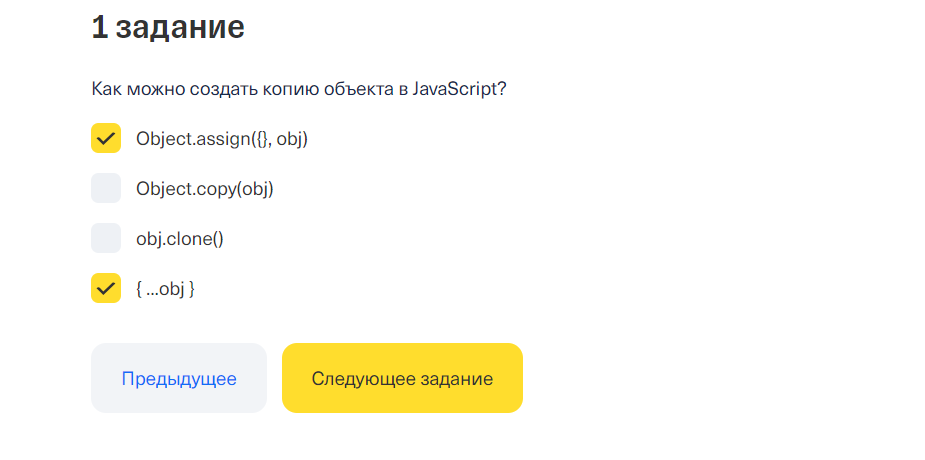 1 задание
Как можно создать копию объекта в JavaScript?
Object.assign({}, obj)
Object.copy(obj)
obj.clone()
{ ...obj }
Предыдущее
Следующее задание